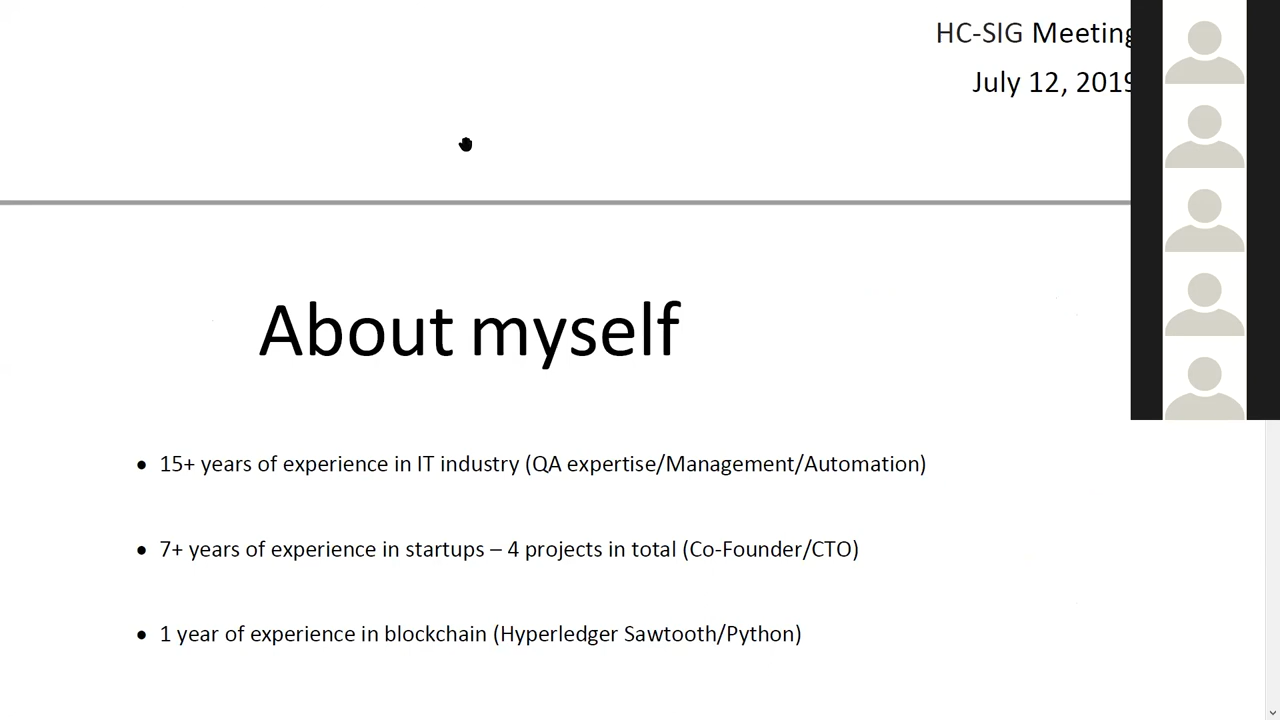 HC-SIG Meeting
July 12, 2019
About myself
• 15+ years of experience in IT industry (QA expertise/Management/Automation)
• 7+ years of experience in startups – 4 projects in total (Co-Founder/CTO)
• 1 year of experience in blockchain (Hyperledger Sawtooth/Python)